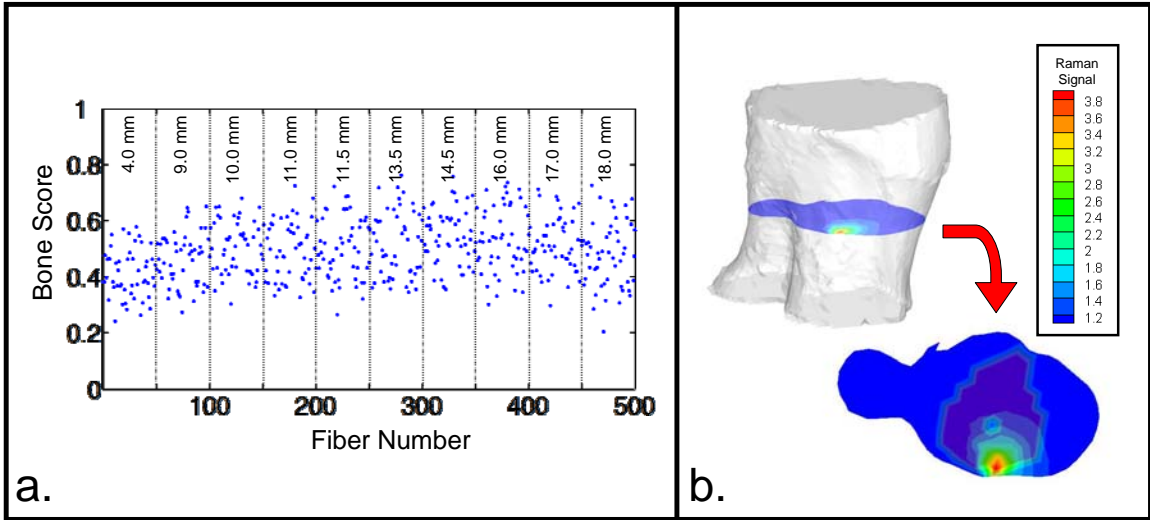 1
0.8
0.6
0.4
0.2
0
Bone Score
4.0 mm
9.0 mm
10.0 mm
11.0 mm
11.5 mm
13.5 mm
14.5 mm
16.0 mm
17.0 mm
18.0 mm
100 200 300 400 500
Fiber Number
a.
Raman
Signal
3.8
3.6
3.4
3.2
3
2.8
2.6
2.4
2.2
2
1.8
1.6
1.4
1.2
b.